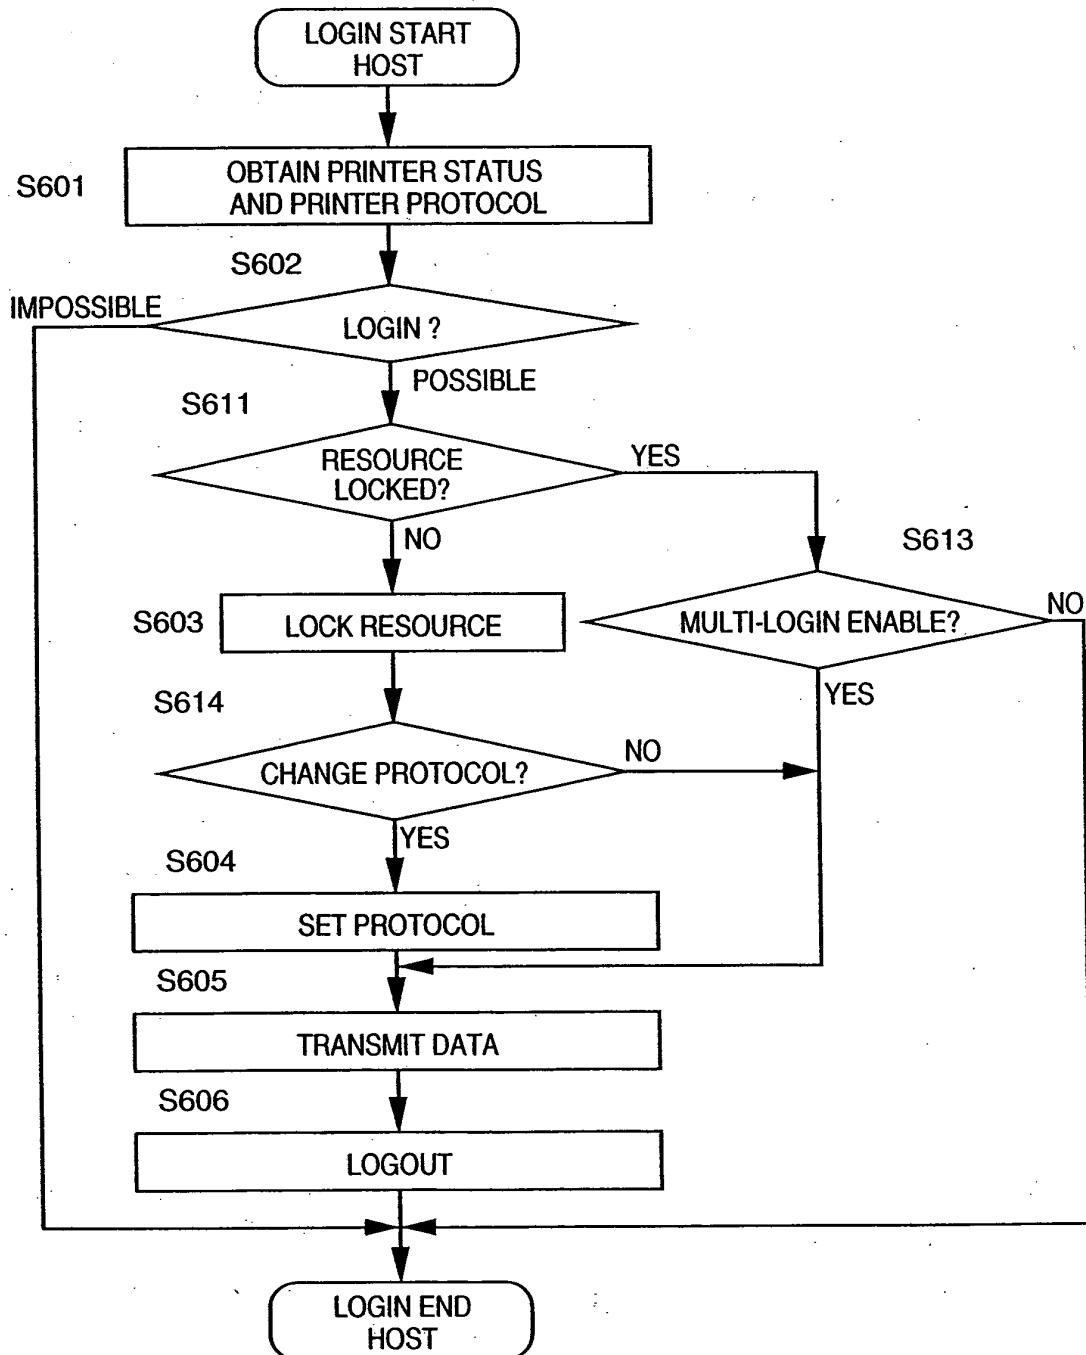 LOGIN START
HOST
S601
OBTAIN PRINTER STATUS
AND PRINTER PROTOCOL
S602
IMPOSSIBLE
LOGIN ?
POSSIBLE
S611
RESOURCE
LOCKED?
YES
NO
S613
S603
LOCK RESOURCE
MULTI-LOGIN ENABLE?
NO
YES
S614
CHANGE PROTOCOL?
NO
YES
S604
SET PROTOCOL
S605
TRANSMIT DATA
S606
LOGOUT
LOGIN END
HOST